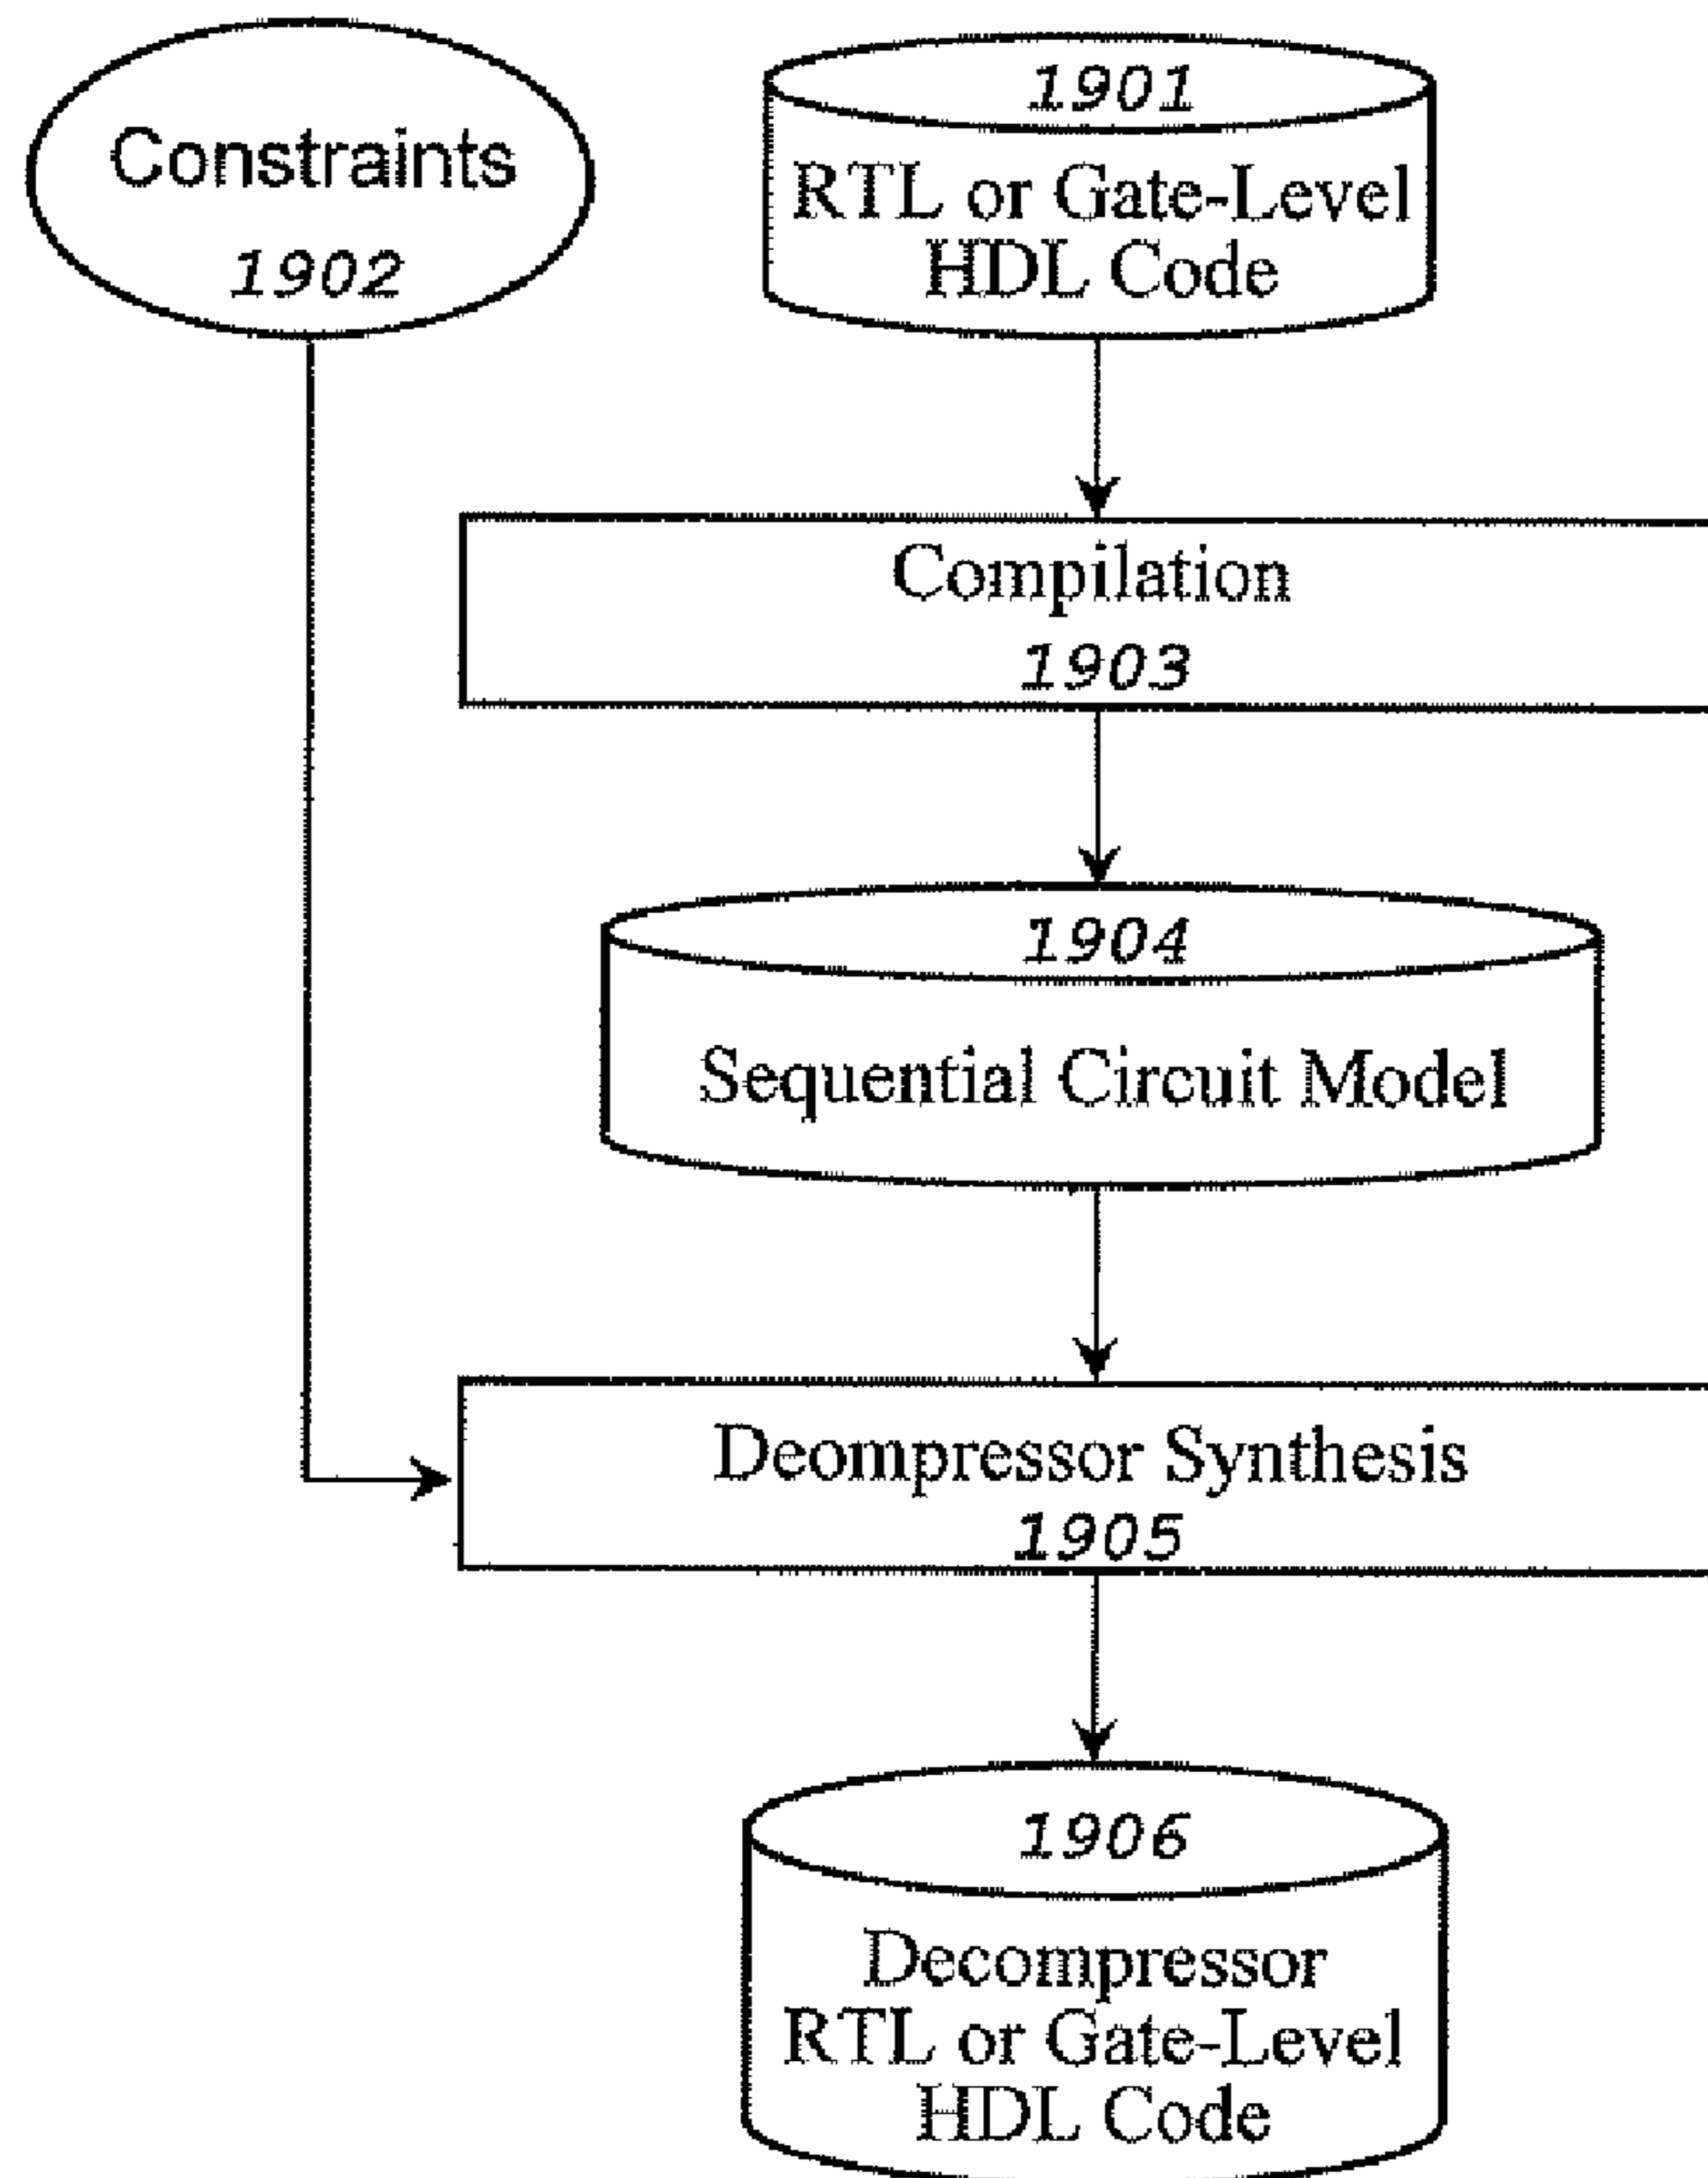 Constraints
1902
1901
RTL or Gate-Level
HDL Code
Compilation
1903
1904
Sequential Circuit Model
Deompressor Synthesis
1905
1906
Decompressor
RTL or Gate-Level
HDL Code